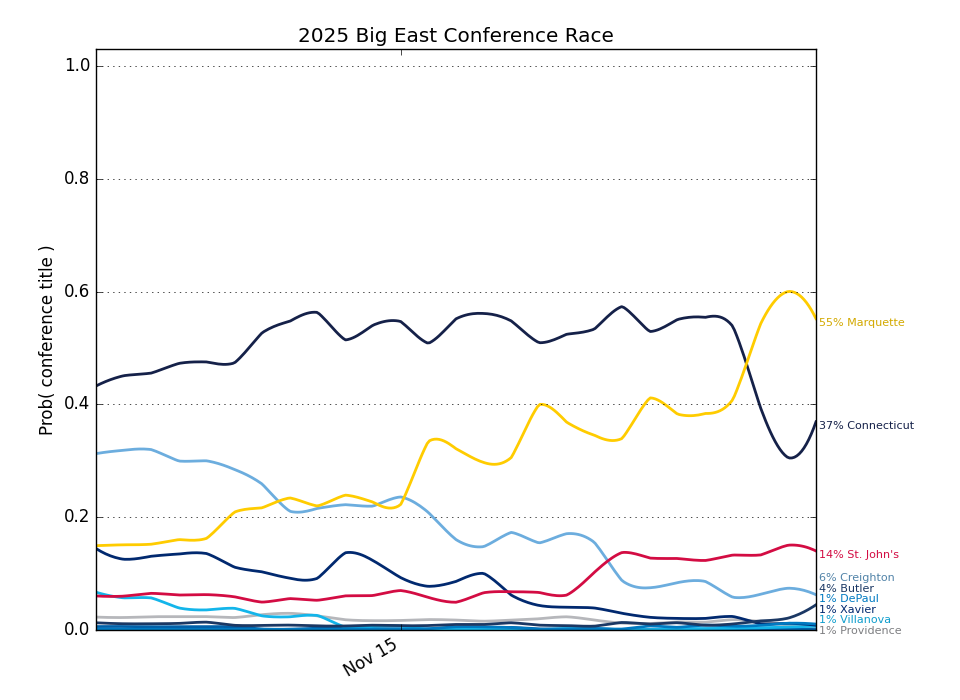 2025 Big East Conference Race
1.0
0.8
0.6
0.4
0.2
0.0
Prob( conference title )
Nov 15
55% Marquette
37% Connecticut
14% St. John's
6% Creighton
4% Butler
1% DePaul
1% Xavier
1% Villanova
1% Providence